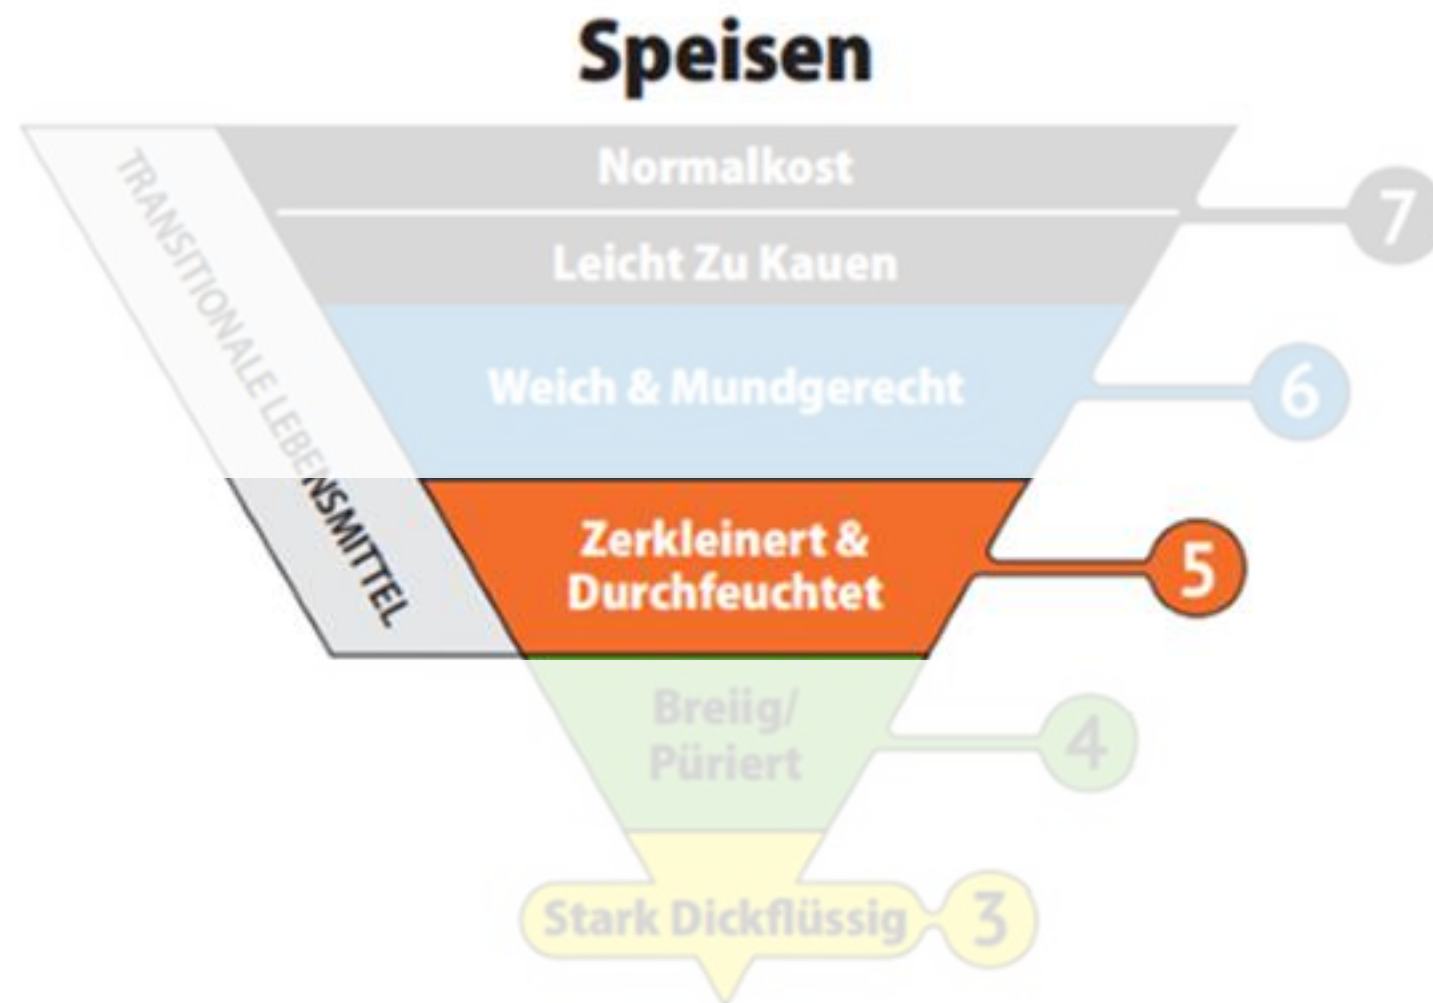 Speisen
TRANSITIONALE LEBENSMITTEL
Normalkost
7
Leicht Zu Kauen
Weich & Mundgerecht
6
Zerkleinert &
Durchfeuchtet
5
Breiig/
Püriert
4
Stark Dickflüssig
3